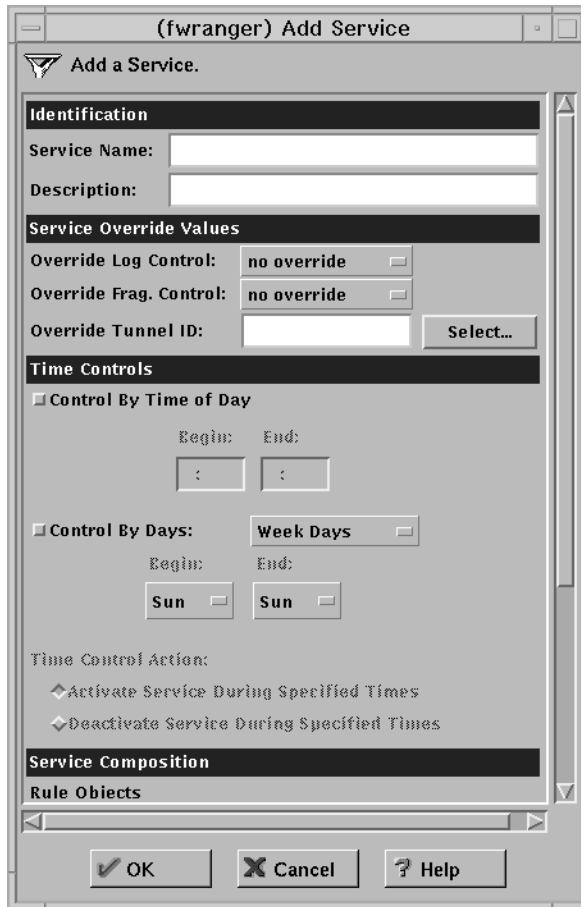 (fwranger) Add Service
Add a Service.
Identification
Service Name:
Description:
Service Override Values
Override Log Control: no override
Override Frag. Control: no override
Override Tunnel ID: Select...
Time Controls
Control By Time of Day
Begin: End:
: :
Control By Days: Week Days
Begin: End:
Sun Sun
Time Control Action:
Activate Service During Specified Times
Deactivate Service During Specified Times
Service Composition
Rule Objects
OK Cancel Help